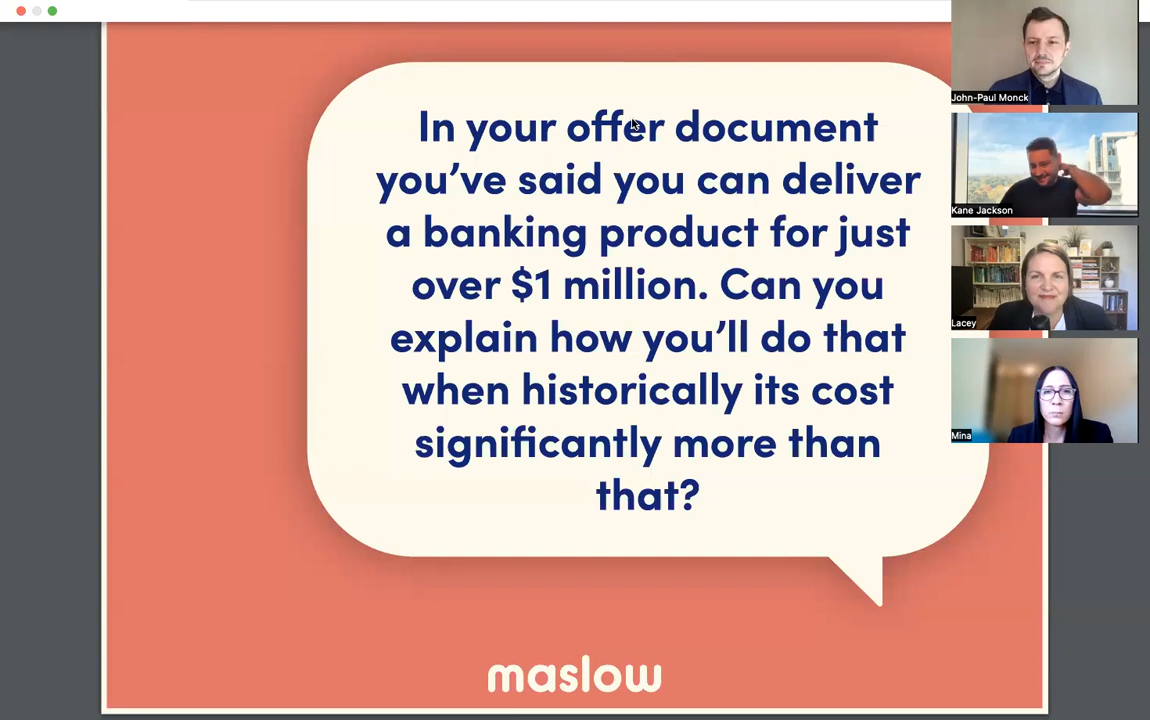 In your offer document
you’ve said you can deliver
a banking product for just
over $1 million. Can you
explain how you’ll do that
when historically its cost
significantly more than
that?
maslow
John-Paul Monck
Kane Jackson
Lacey
Mina